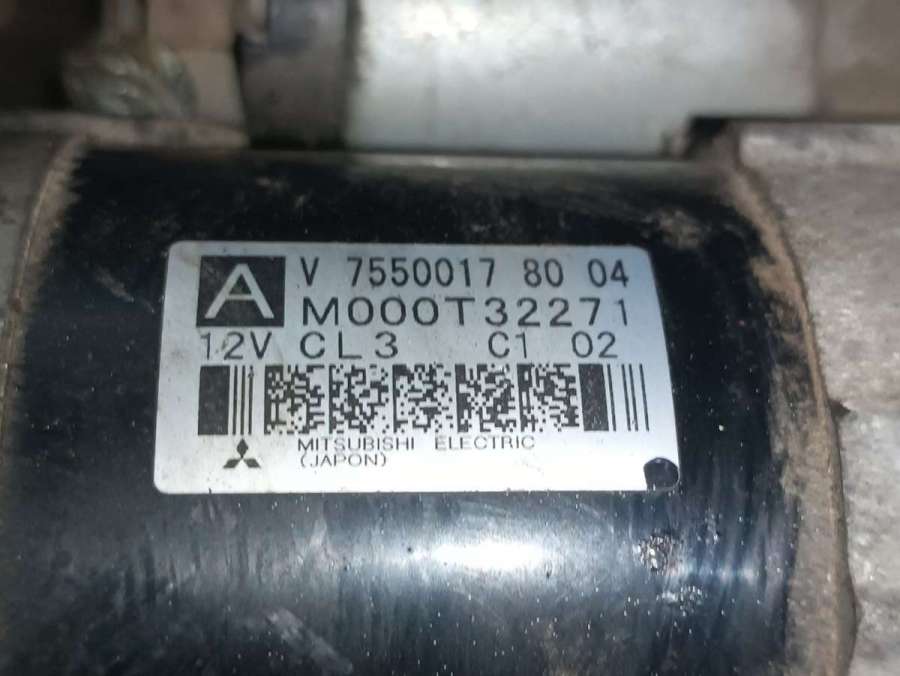 A V 7550017 80 04
M000T32271
12V CL3 C1 02
MITSUBISHI ELECTRIC
(JAPON)